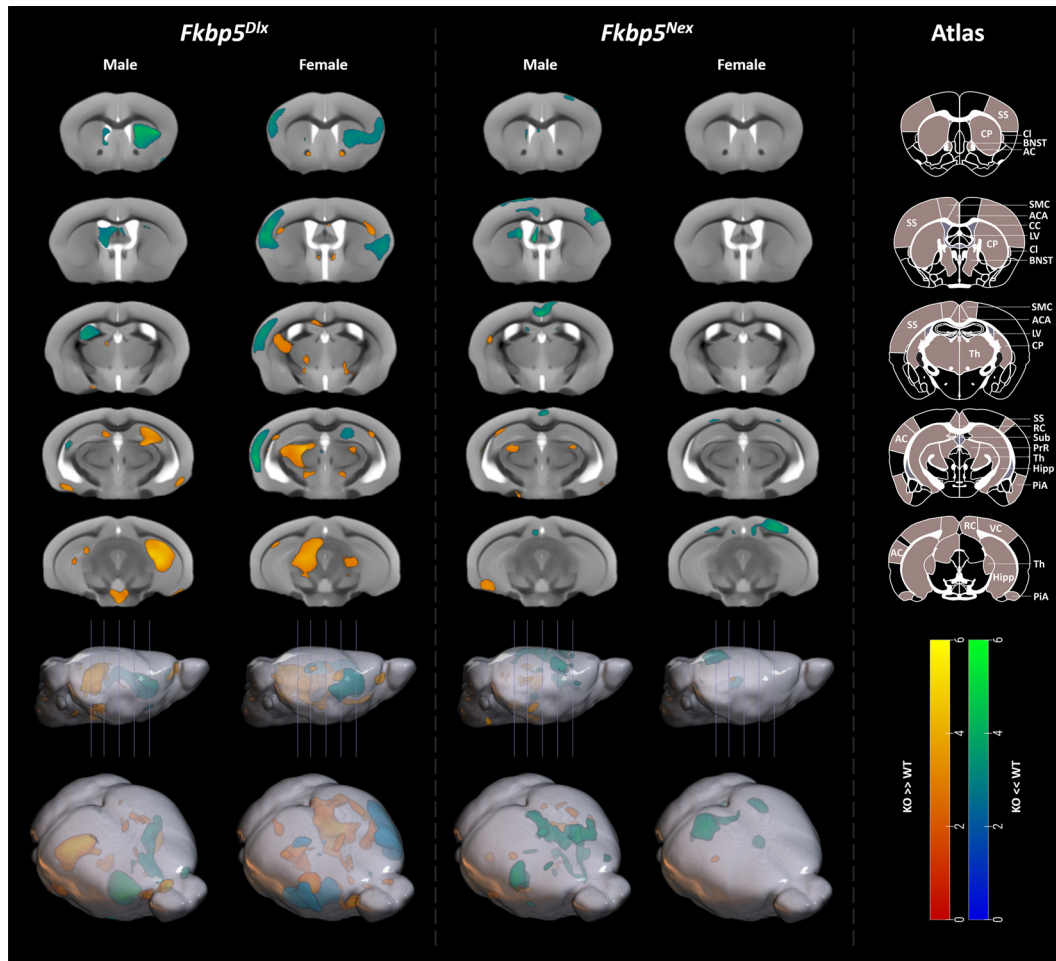 Fkbp5Dlx
Fkbp5Nex
Atlas
Male
Female
Male
Female
SS
CP
CI
BNST
AC
SS
CP
SMC
ACA
CC
LV
CI
BNST
SS
Th
SMC
ACA
LV
CP
AC
SS
RC
Sub
PrR
Th
Hipp
PiA
RC
VC
AC
Hipp
Th
PiA
KO >> WT
0
2
4
6
KO << WT
0
2
4
6